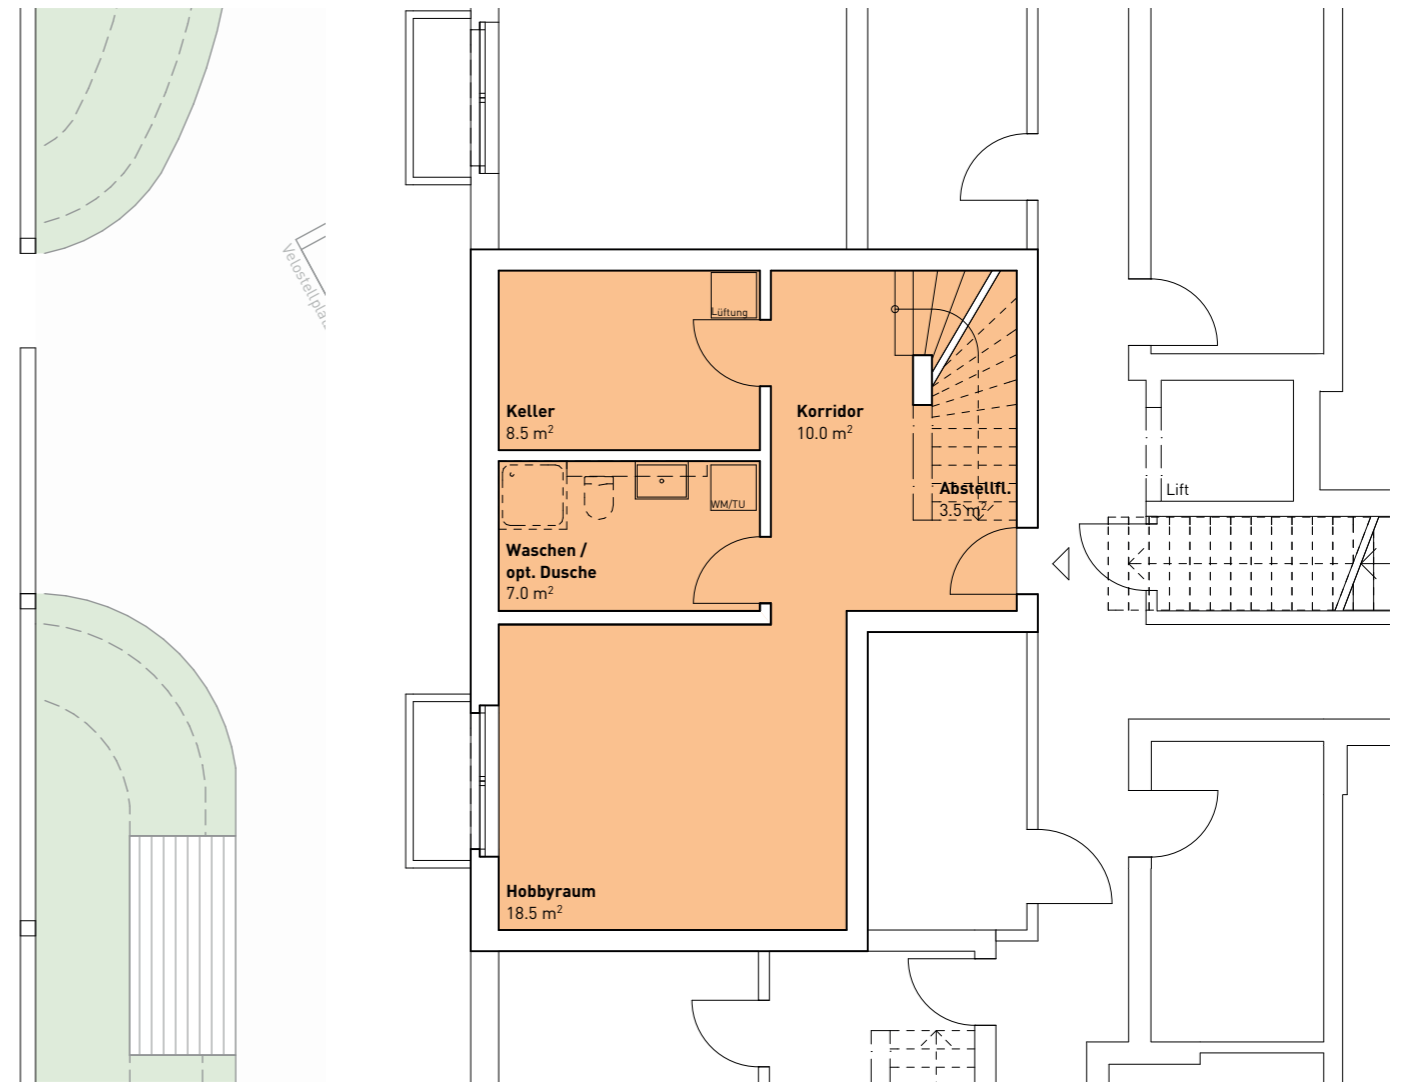 Lüftung
Keller
8.5 m²
Korridor
10.0 m²
Abstellfl.
3.5 m²
Lift
WM/TU
Waschen /
opt. Dusche
7.0 m²
Hobbyraum
18.5 m²